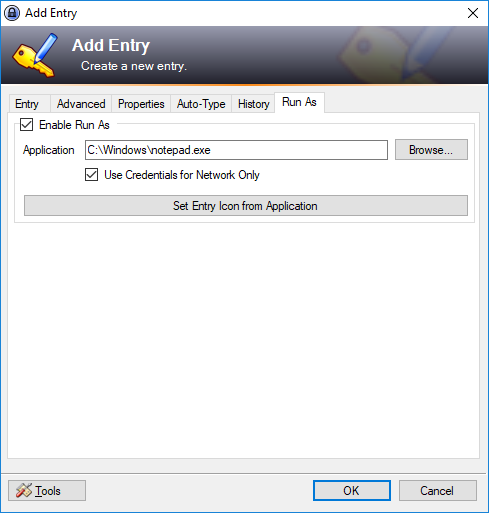 Add Entry
Add Entry
Create a new entry.
Entry Advanced Properties Auto-Type History Run As
Enable Run As
Application C:\Windows\notepad.exe Browse...
Use Credentials for Network Only
Set Entry Icon from Application
Tools OK Cancel